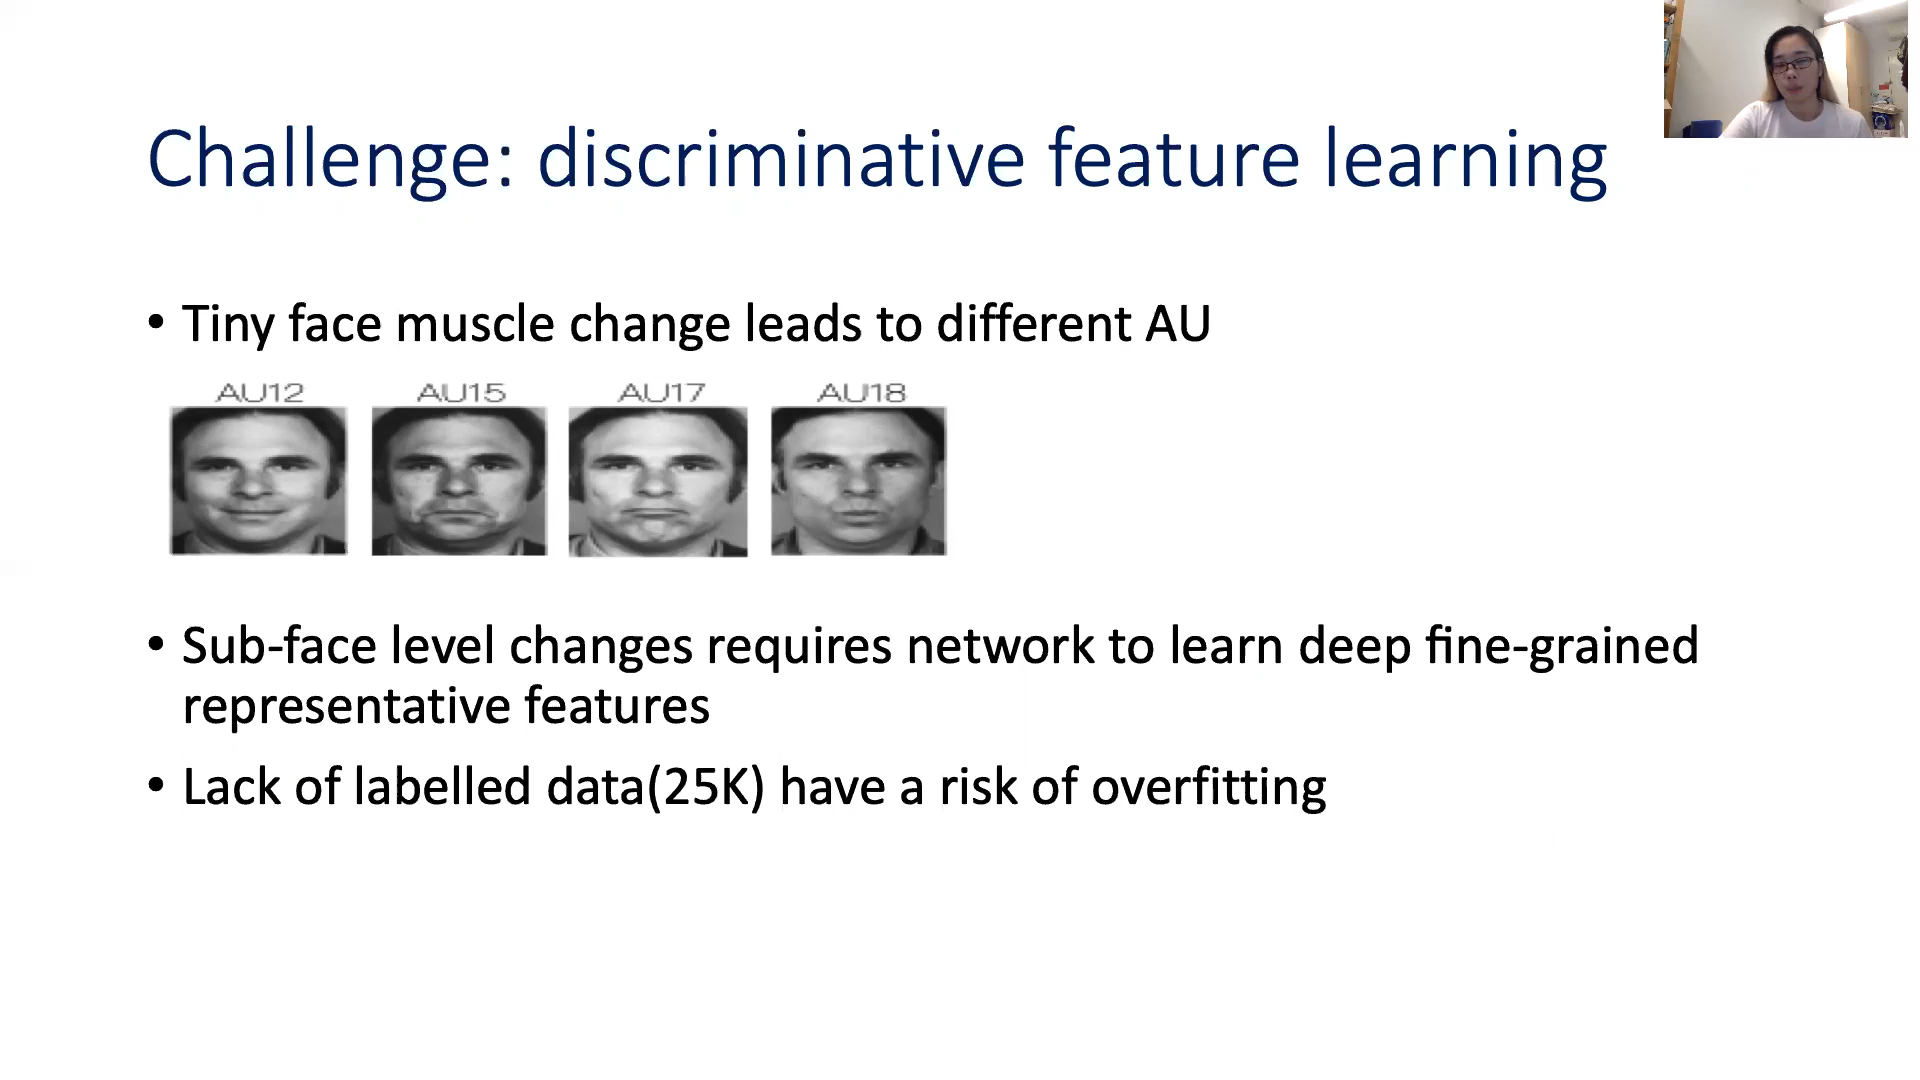 Challenge: discriminative feature learning
• Tiny face muscle change leads to different AU
AU12 AU15 AU17 AU18
• Sub-face level changes requires network to learn deep fine-grained
representative features
• Lack of labelled data(25K) have a risk of overfitting